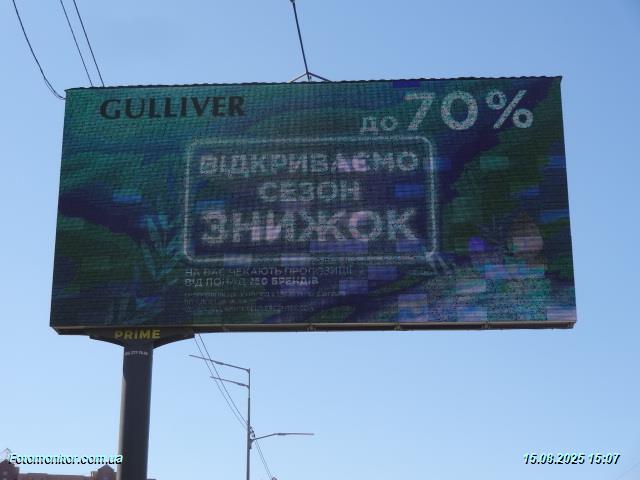 GULLIVER
ДО 70%
ВІДКРИВАЄМО
СЕЗОН
ЗНИЖОК
НА ВАС ЧЕКАЮТЬ ПРОПОЗИЦІЇ
ВІД ПОНАД 250 БРЕНДІВ
PRIME
Fotomonitor.com.ua
15.08.2025 15:07